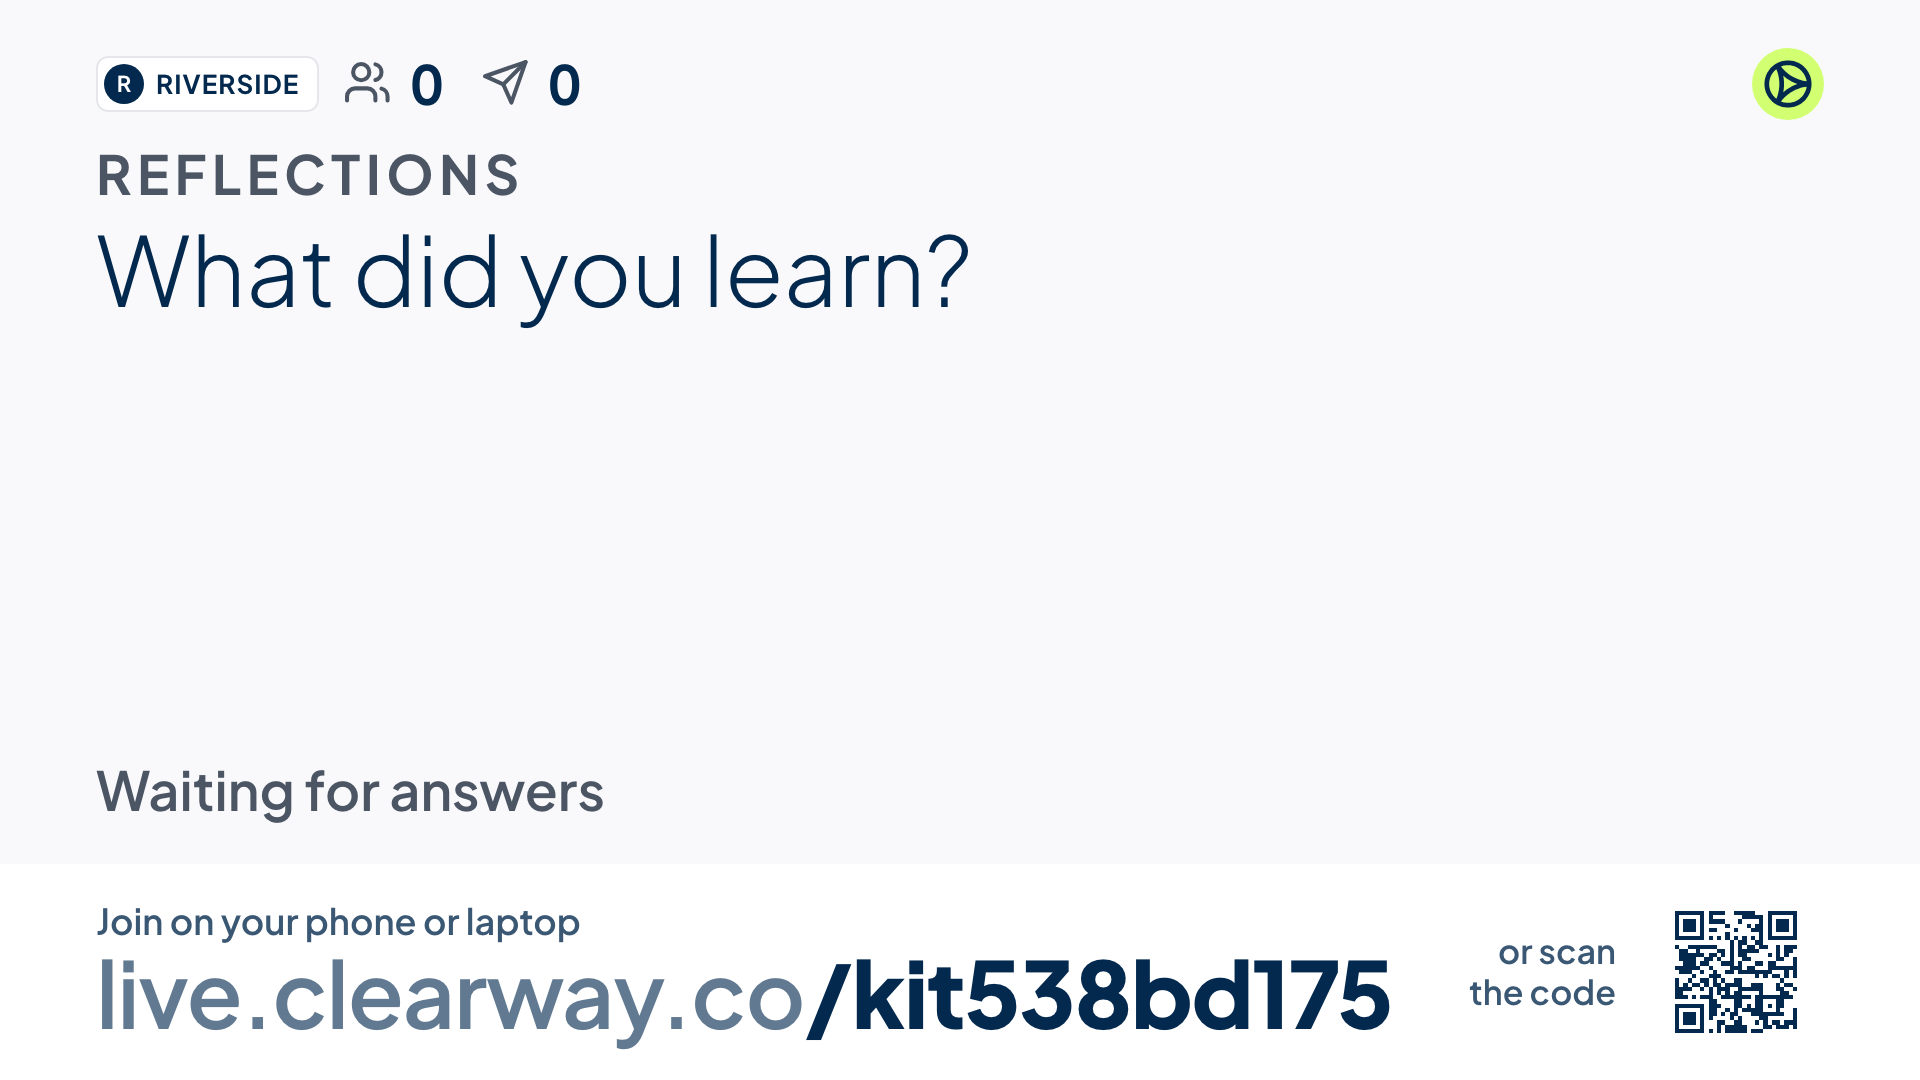 R RIVERSIDE 0 0
REFLECTIONS
What did you learn?
Waiting for answers
Join on your phone or laptop
live.clearway.co/kit538bd175
or scan
the code